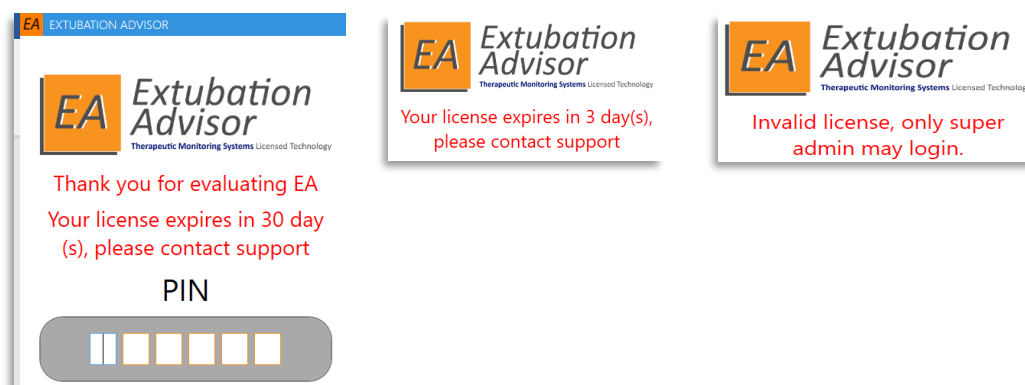 EA EXTUBATION ADVISOR
EA
Extubation
Advisor
Therapeutic Monitoring Systems Licensed Technology
Thank you for evaluating EA
Your license expires in 30 day
(s), please contact support
PIN
EA
Extubation
Advisor
Therapeutic Monitoring Systems Licensed Technology
Your license expires in 3 day(s),
please contact support
EA
Extubation
Advisor
Therapeutic Monitoring Systems Licensed Technology
Invalid license, only super
admin may login.